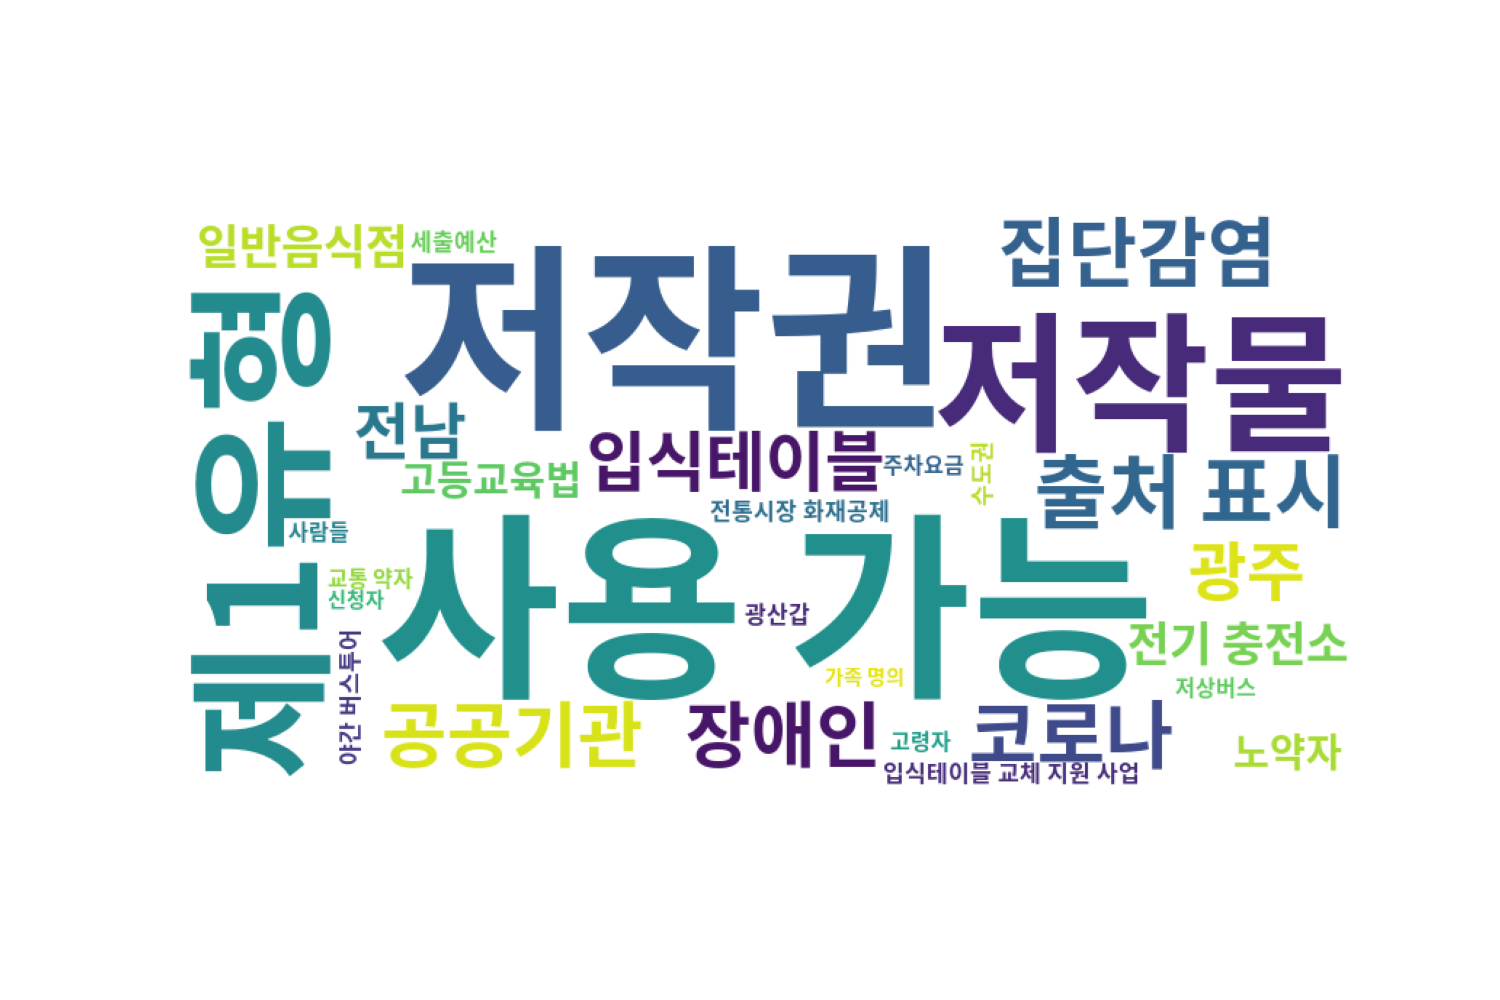 일반음식점
세출예산
집단감염
저작권
저작물
제1 유형
전남
입식테이블
고등교육법
주차요금
수도권
출처 표시
전통시장 화재공제
사람들
사용 가능
광주
교통 약자
신청자
광산갑
전기 충전소
야간 버스투어
가족 명의
저상버스
공공기관
장애인
고령자
코로나
노약자
입식테이블 교체 지원 사업